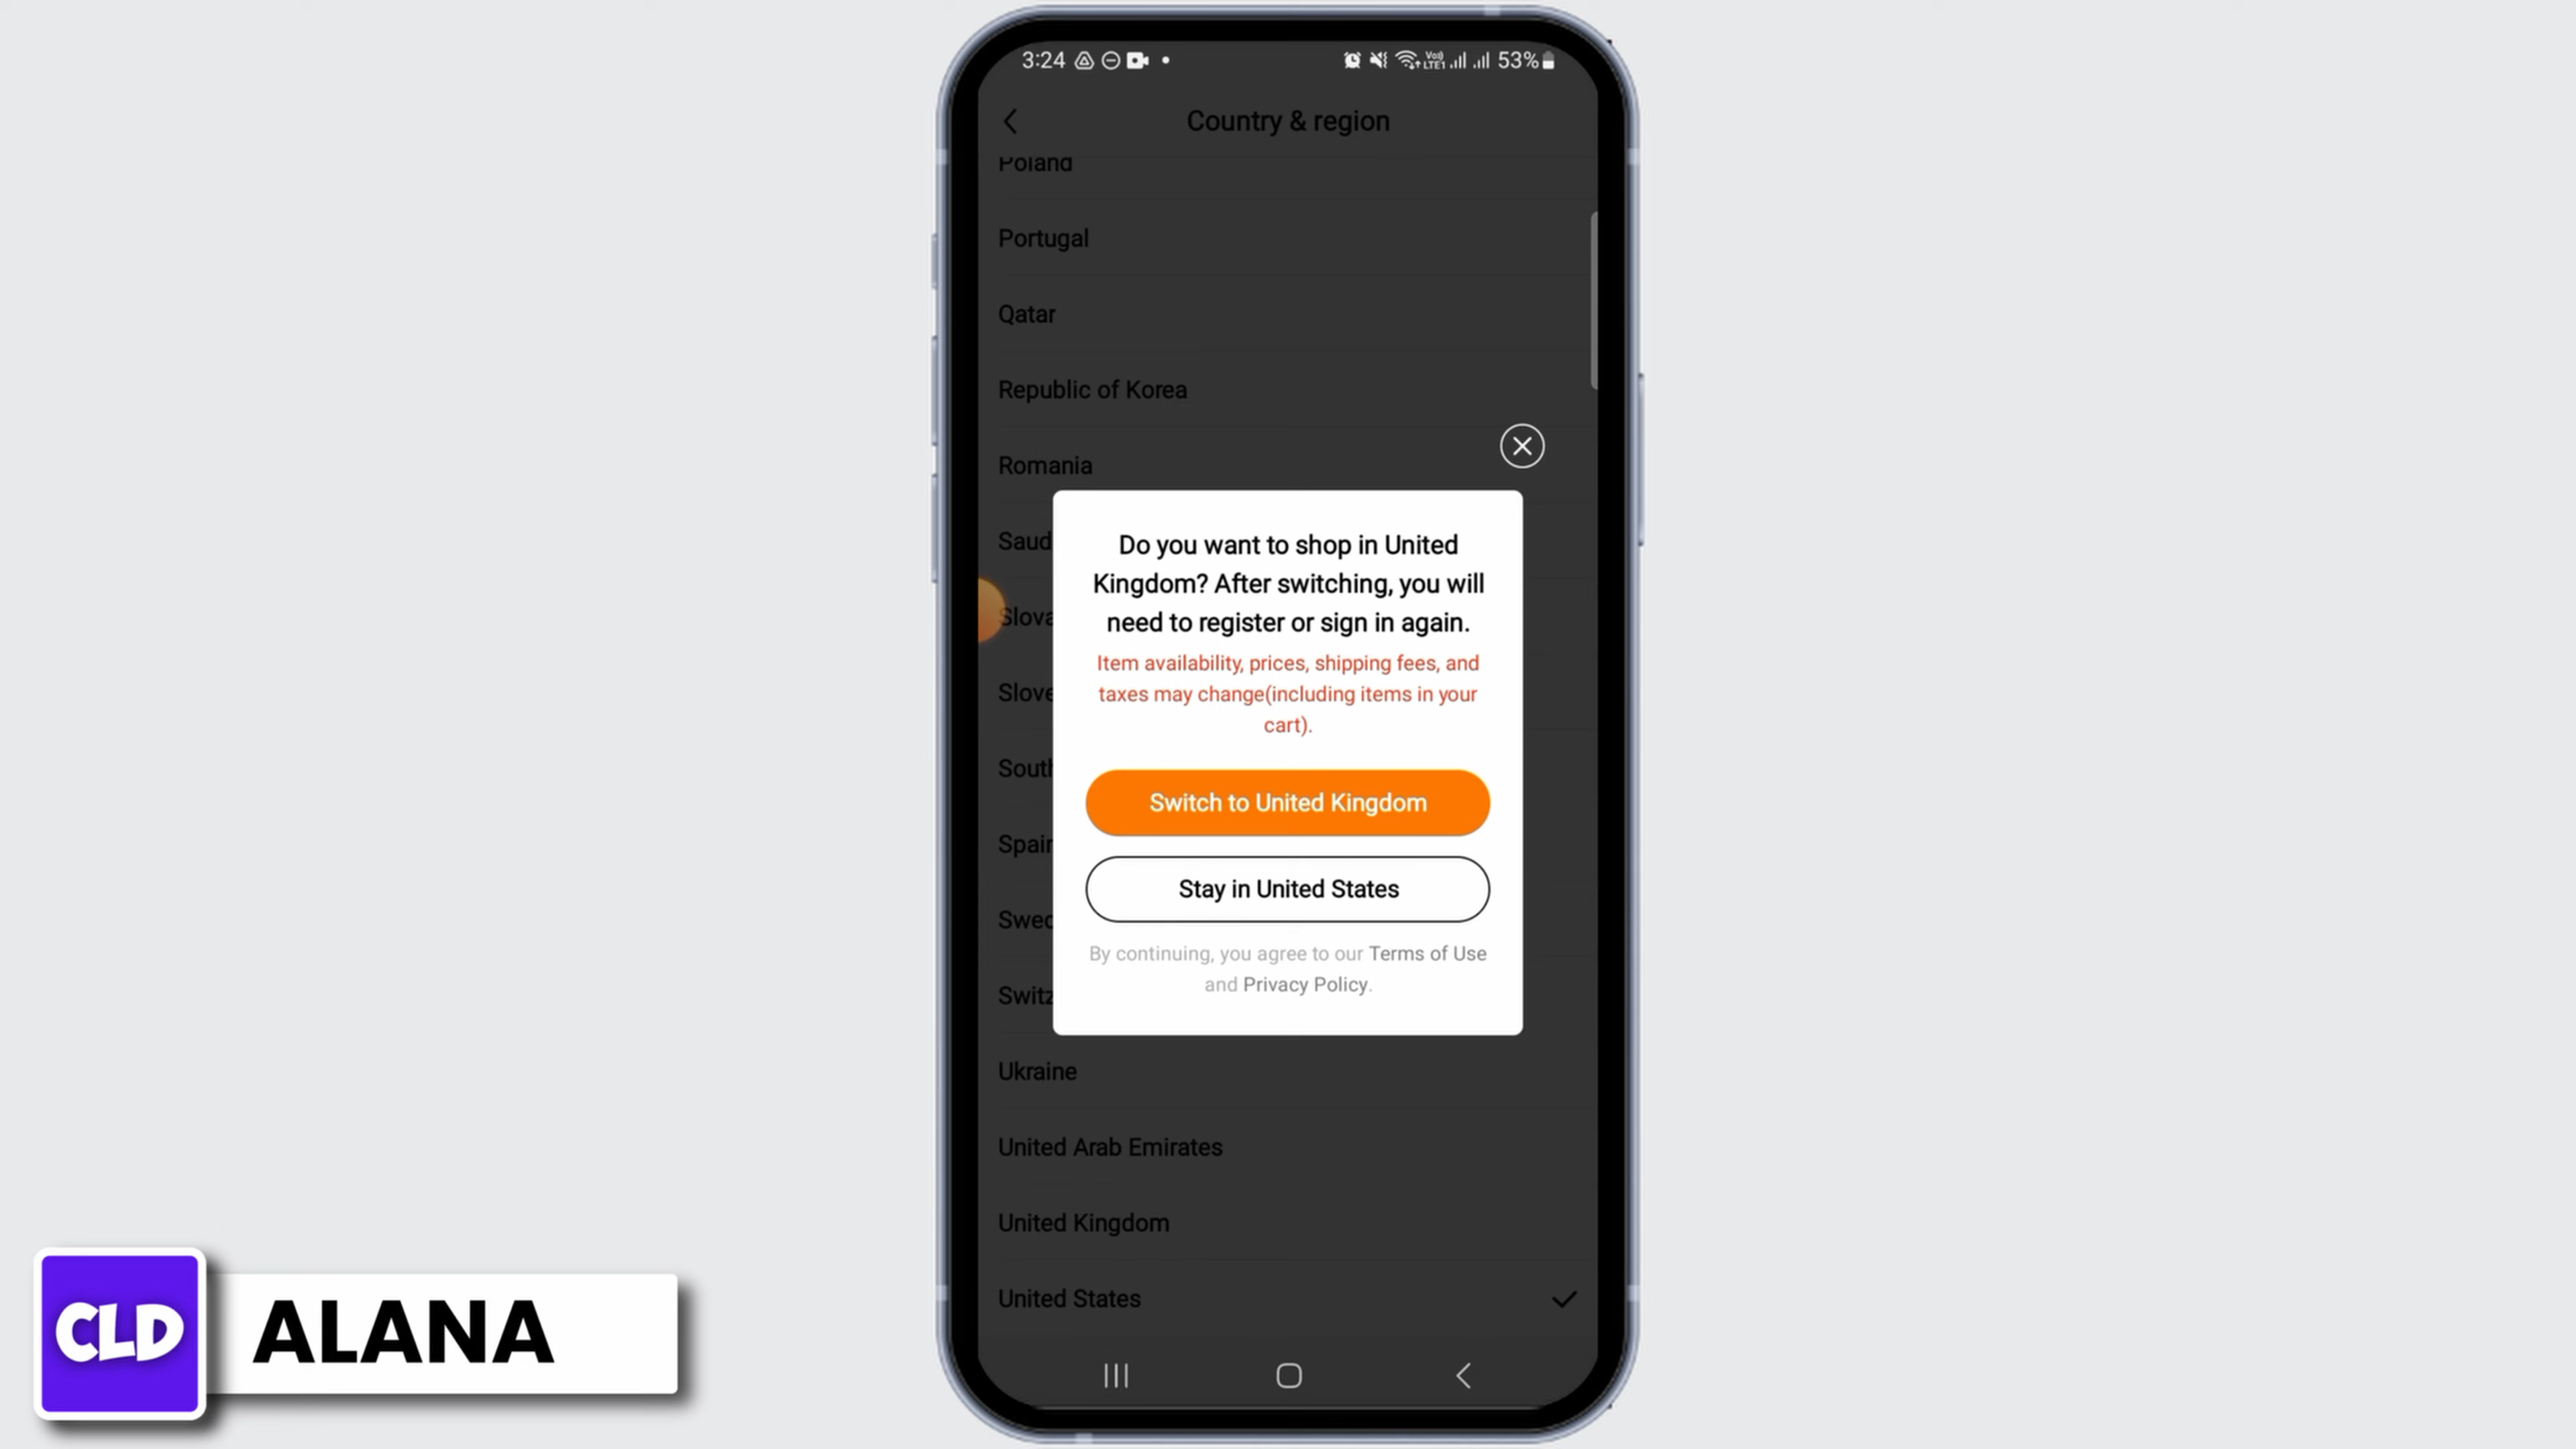 3:24
Vo)) LTE1
53%
Country & region
Poland
Portugal
Qatar
Republic of Korea
Romania
Saud
Do you want to shop in United
Kingdom? After switching, you will
need to register or sign in again.
Slova
Item availability, prices, shipping fees, and
taxes may change(including items in your
cart).
Slove
South
Switch to United Kingdom
Spain
Stay in United States
Swed
By continuing, you agree to our Terms of Use
and Privacy Policy.
Switz
Ukraine
United Arab Emirates
United Kingdom
United States
CLD
ALANA